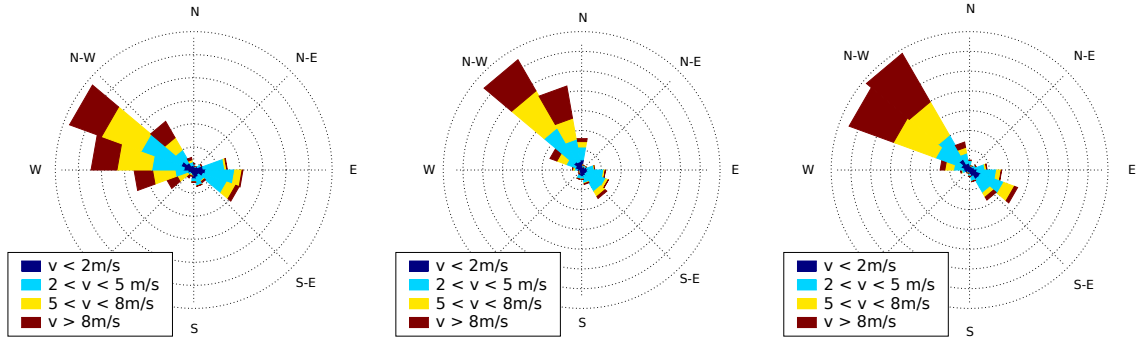 N
N-W
N-E
W
E
S-E
S
v < 2m/s
2 < v < 5 m/s
5 < v < 8m/s
v > 8m/s
N
N-W
N-E
W
E
S-E
S
v < 2m/s
2 < v < 5 m/s
5 < v < 8m/s
v > 8m/s
N
N-W
N-E
W
E
S-E
S
v < 2m/s
2 < v < 5 m/s
5 < v < 8m/s
v > 8m/s